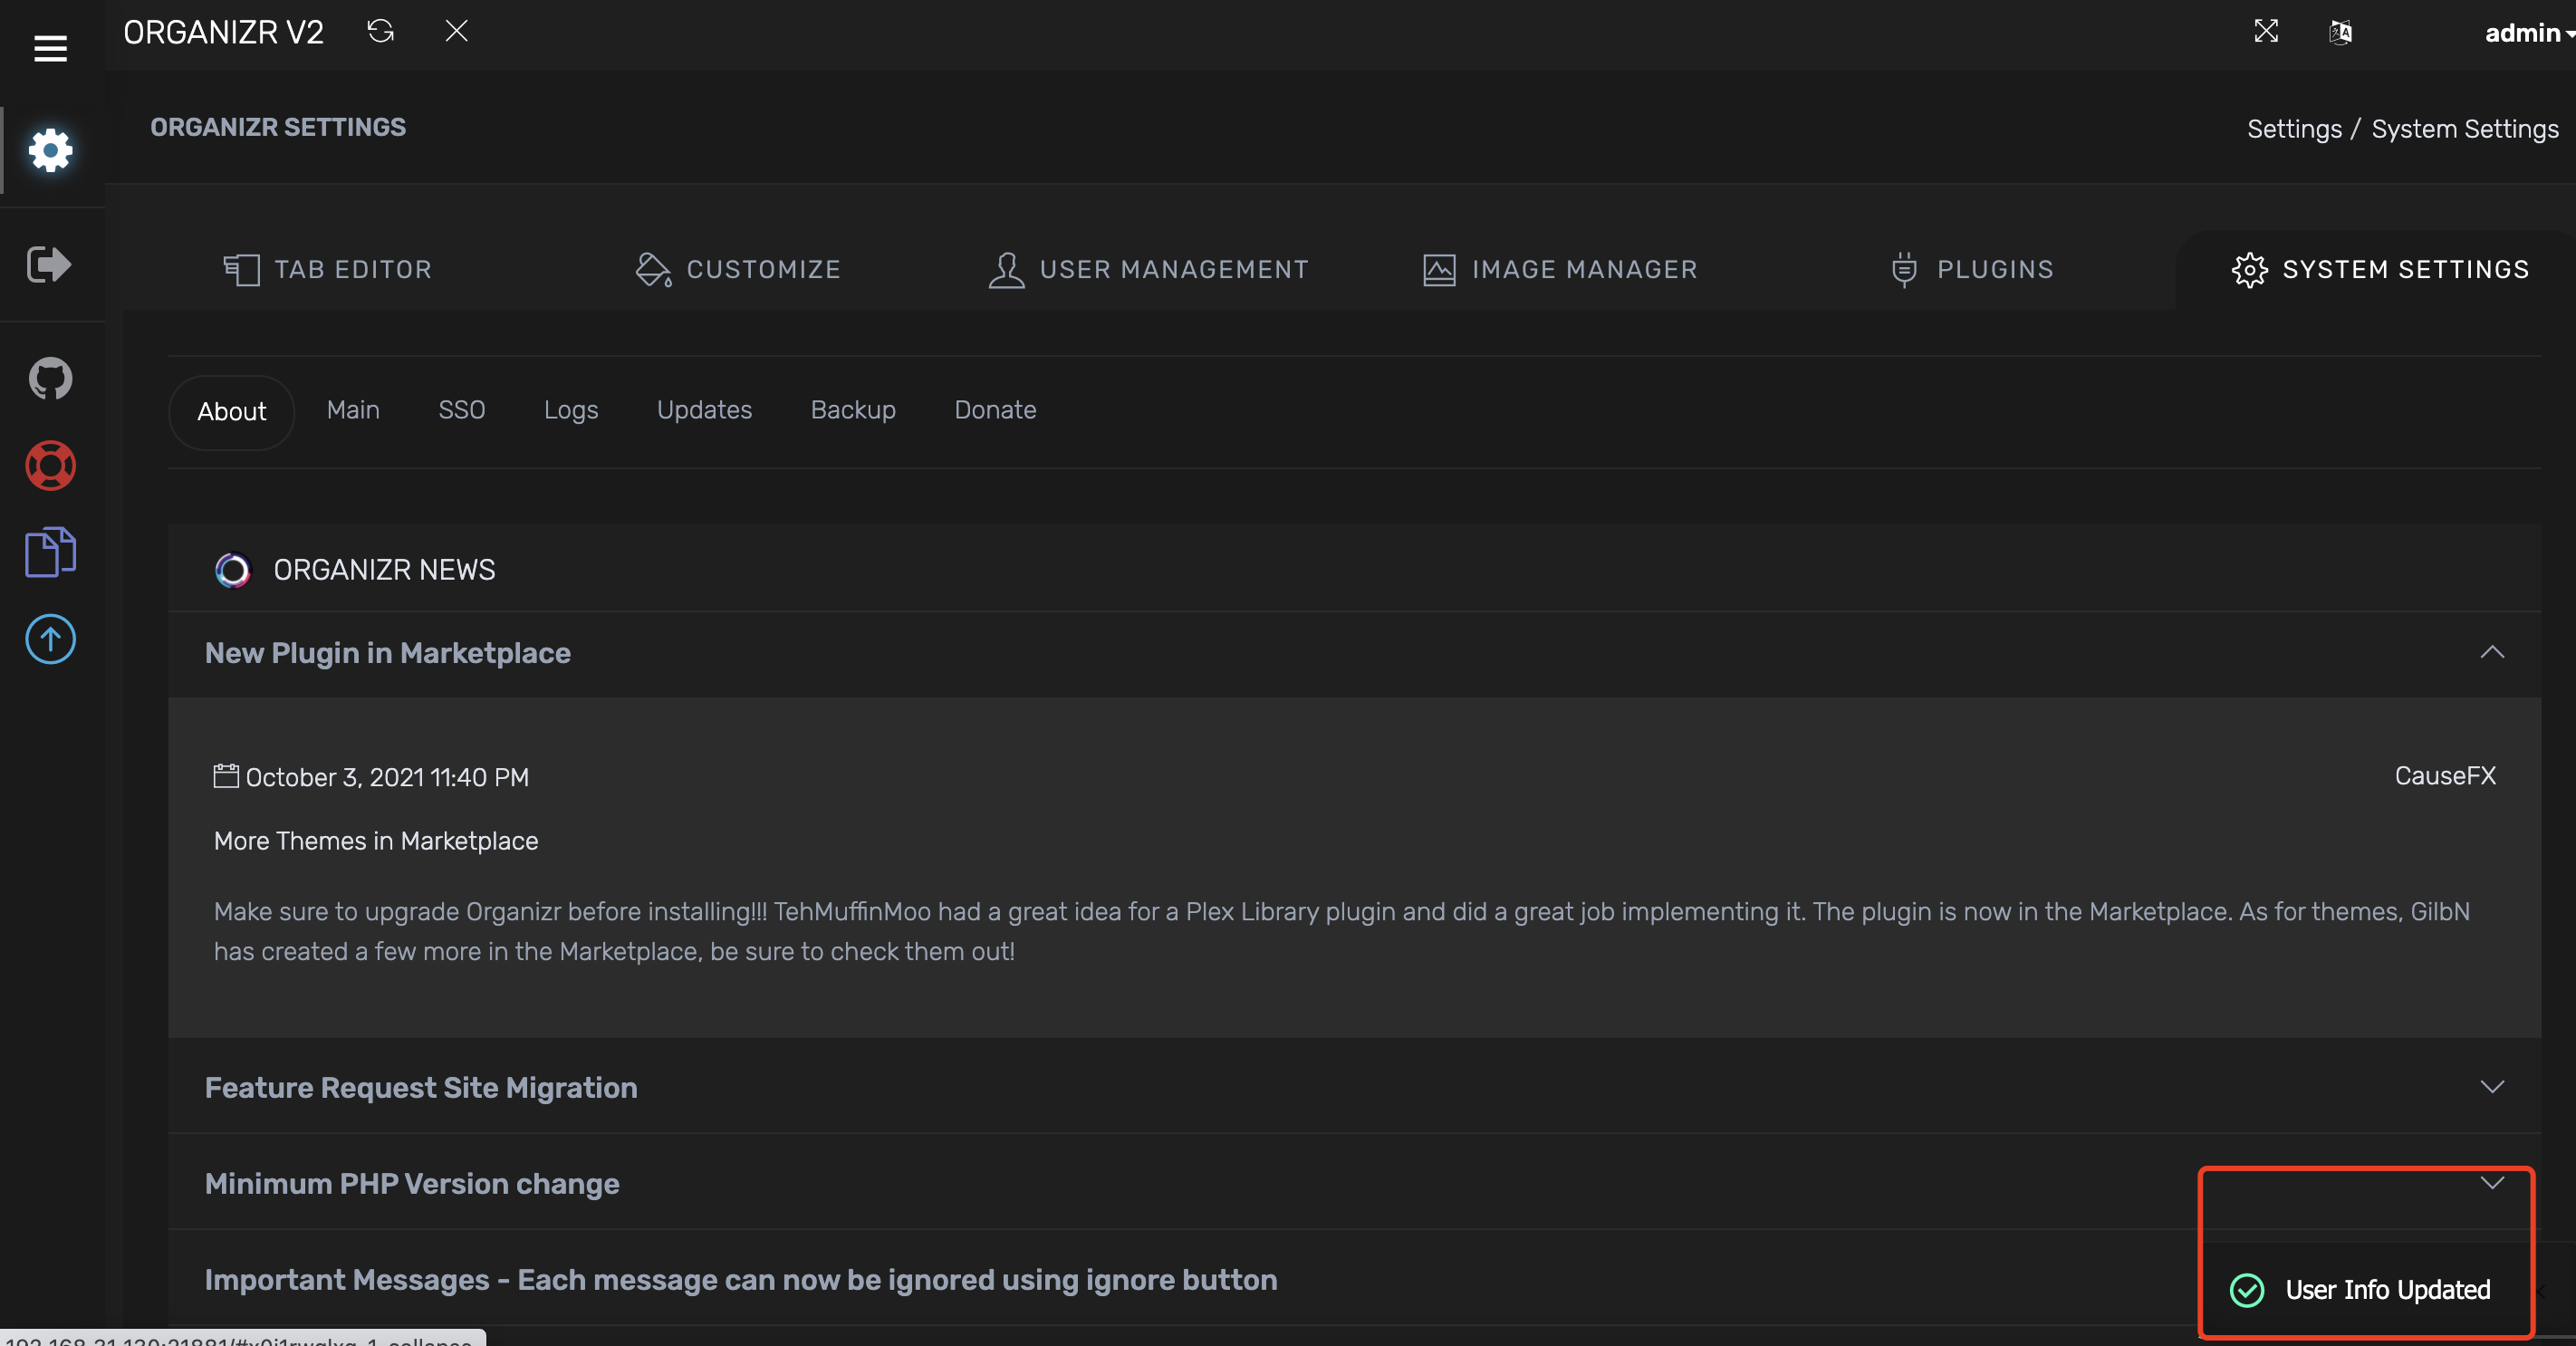 ORGANIZR V2
admin
ORGANIZR SETTINGS
Settings / System Settings
TAB EDITOR
CUSTOMIZE
USER MANAGEMENT
IMAGE MANAGER
PLUGINS
SYSTEM SETTINGS
About
Main
SSO
Logs
Updates
Backup
Donate
ORGANIZR NEWS
New Plugin in Marketplace
October 3, 2021 11:40 PM
CauseFX
More Themes in Marketplace
Make sure to upgrade Organizr before installing!!! TehMuffinMoo had a great idea for a Plex Library plugin and did a great job implementing it. The plugin is now in the Marketplace. As for themes, GilbN
has created a few more in the Marketplace, be sure to check them out!
Feature Request Site Migration
Minimum PHP Version change
Important Messages - Each message can now be ignored using ignore button
User Info Updated